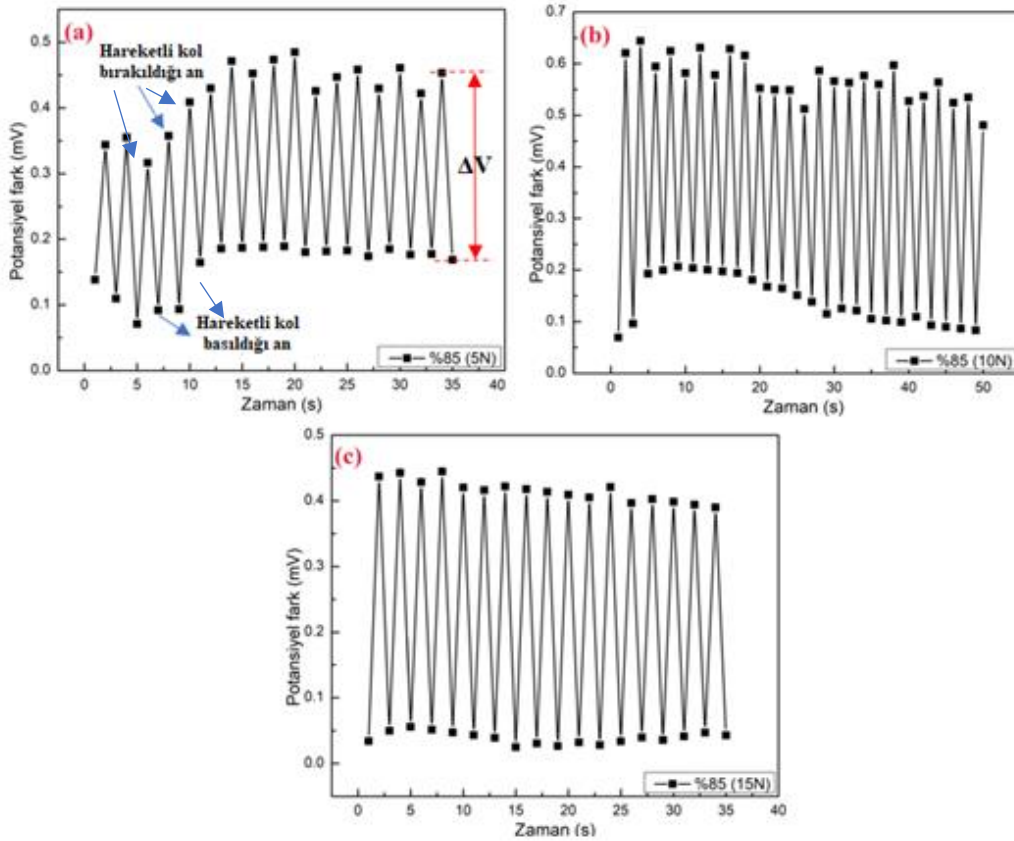 (a)
Hareketli kol
bırakıldığı an
ΔV
Hareketli kol
basıldığı an
%85 (5N)
Potansiyel fark (mV)
0.5
0.4
0.3
0.2
0.1
0.0
0 5 10 15 20 25 30 35 40
Zaman (s)
(b)
%85 (10N)
Potansiyel fark (mV)
0.7
0.6
0.5
0.4
0.3
0.2
0.1
0.0
0 10 20 30 40 50
Zaman (s)
(c)
%85 (15N)
Potansiyel fark (mV)
0.5
0.4
0.3
0.2
0.1
0.0
0 5 10 15 20 25 30 35 40
Zaman (s)